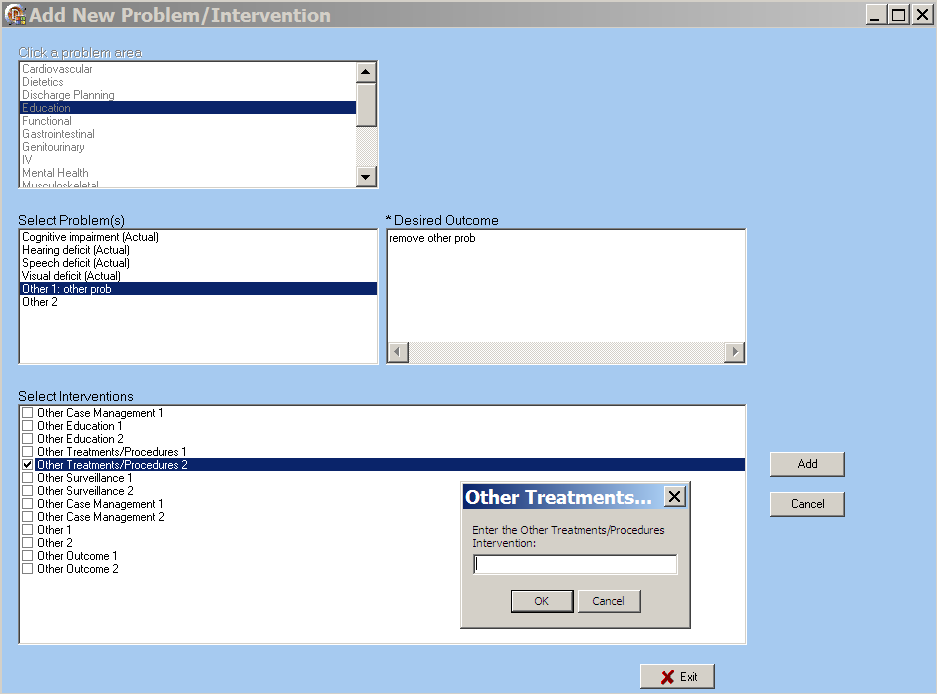 Add New Problem/Intervention
Click a problem area
Cardiovascular
Dietetics
Discharge Planning
Education
Functional
Gastrointestinal
Genitourinary
IV
Mental Health
Musculoskeletal
Select Problem(s)
Cognitive impairment (Actual)
Hearing deficit (Actual)
Speech deficit (Actual)
Visual deficit (Actual)
Other 1: other prob
Other 2
* Desired Outcome
remove other prob
Select Interventions
Other Case Management 1
Other Education 1
Other Education 2
Other Treatments/Procedures 1
Other Treatments/Procedures 2
Other Surveillance 1
Other Surveillance 2
Other Case Management 1
Other Case Management 2
Other 1
Other 2
Other Outcome 1
Other Outcome 2
Other Treatments...
Enter the Other Treatments/Procedures
Intervention:
OK
Cancel
Add
Cancel
Exit